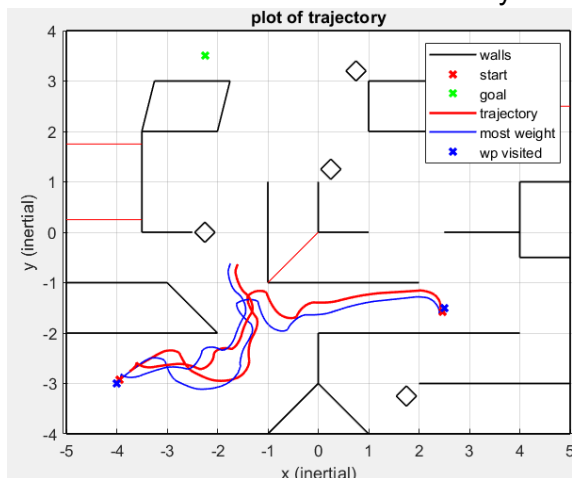 y
plot of trajectory
4
3
2
1
0
-1
-2
-3
-4
y (inertial)
walls
start
goal
trajectory
most weight
wp visited
-5 -4 -3 -2 -1 0 1 2 3 4 5
x (inertial)